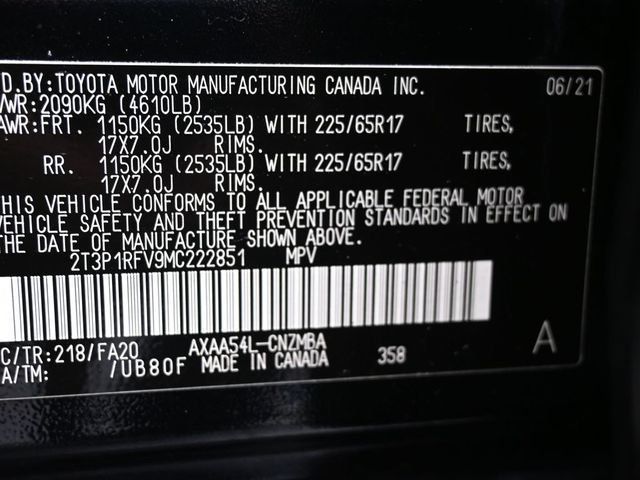 D.BY:TOYOTA MOTOR MANUFACTURING CANADA INC. 06/21
VWR:2090KG (4610LB)
AWR:FRT. 1150KG (2535LB) WITH 225/65R17 TIRES,
17X7.0J RIMS.
RR. 1150KG (2535LB) WITH 225/65R17 TIRES,
17X7.0J RIMS.
HIS VEHICLE CONFORMS TO ALL APPLICABLE FEDERAL MOTOR
VEHICLE SAFETY AND THEFT PREVENTION STANDARDS IN EFFECT ON
THE DATE OF MANUFACTURE SHOWN ABOVE.
2T3P1RFV9MC222851 MPV
C/TR:218/FA20 AXAA54L-CNZMBA 358 A
A/TM: /UB80F MADE IN CANADA